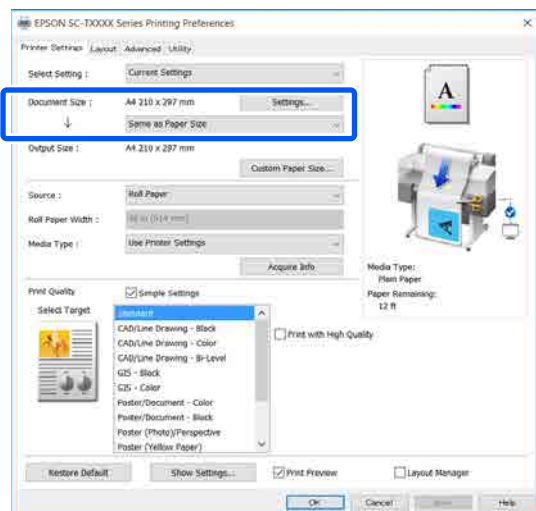 EPSON SC-TXXXX Series Printing Preferences
Printer Settings Layout Advanced Utility
Select Setting : Current Settings
Document Size : A4 210 x 297 mm Settings...
↓ Same as Paper Size
Output Size : A4 210 x 297 mm
Custom Paper Size...
Source : Roll Paper
Roll Paper Width :
Media Type : Use Printer Settings
Acquire Info
Media Type:
Plain Paper
Paper Remaining:
12 ft
Print Quality Simple Settings
Select Target
Standard
CAD/Line Drawing - Black
CAD/Line Drawing - Color
CAD/Line Drawing - Bi-Level
GIS - Black
GIS - Color
Poster/Document - Color
Poster/Document - Black
Poster (Photo)/Perspective
Poster (Yellow Paper)
Print with High Quality
Restore Default Show Settings... Print Preview Layout Manager
OK Cancel Help
A